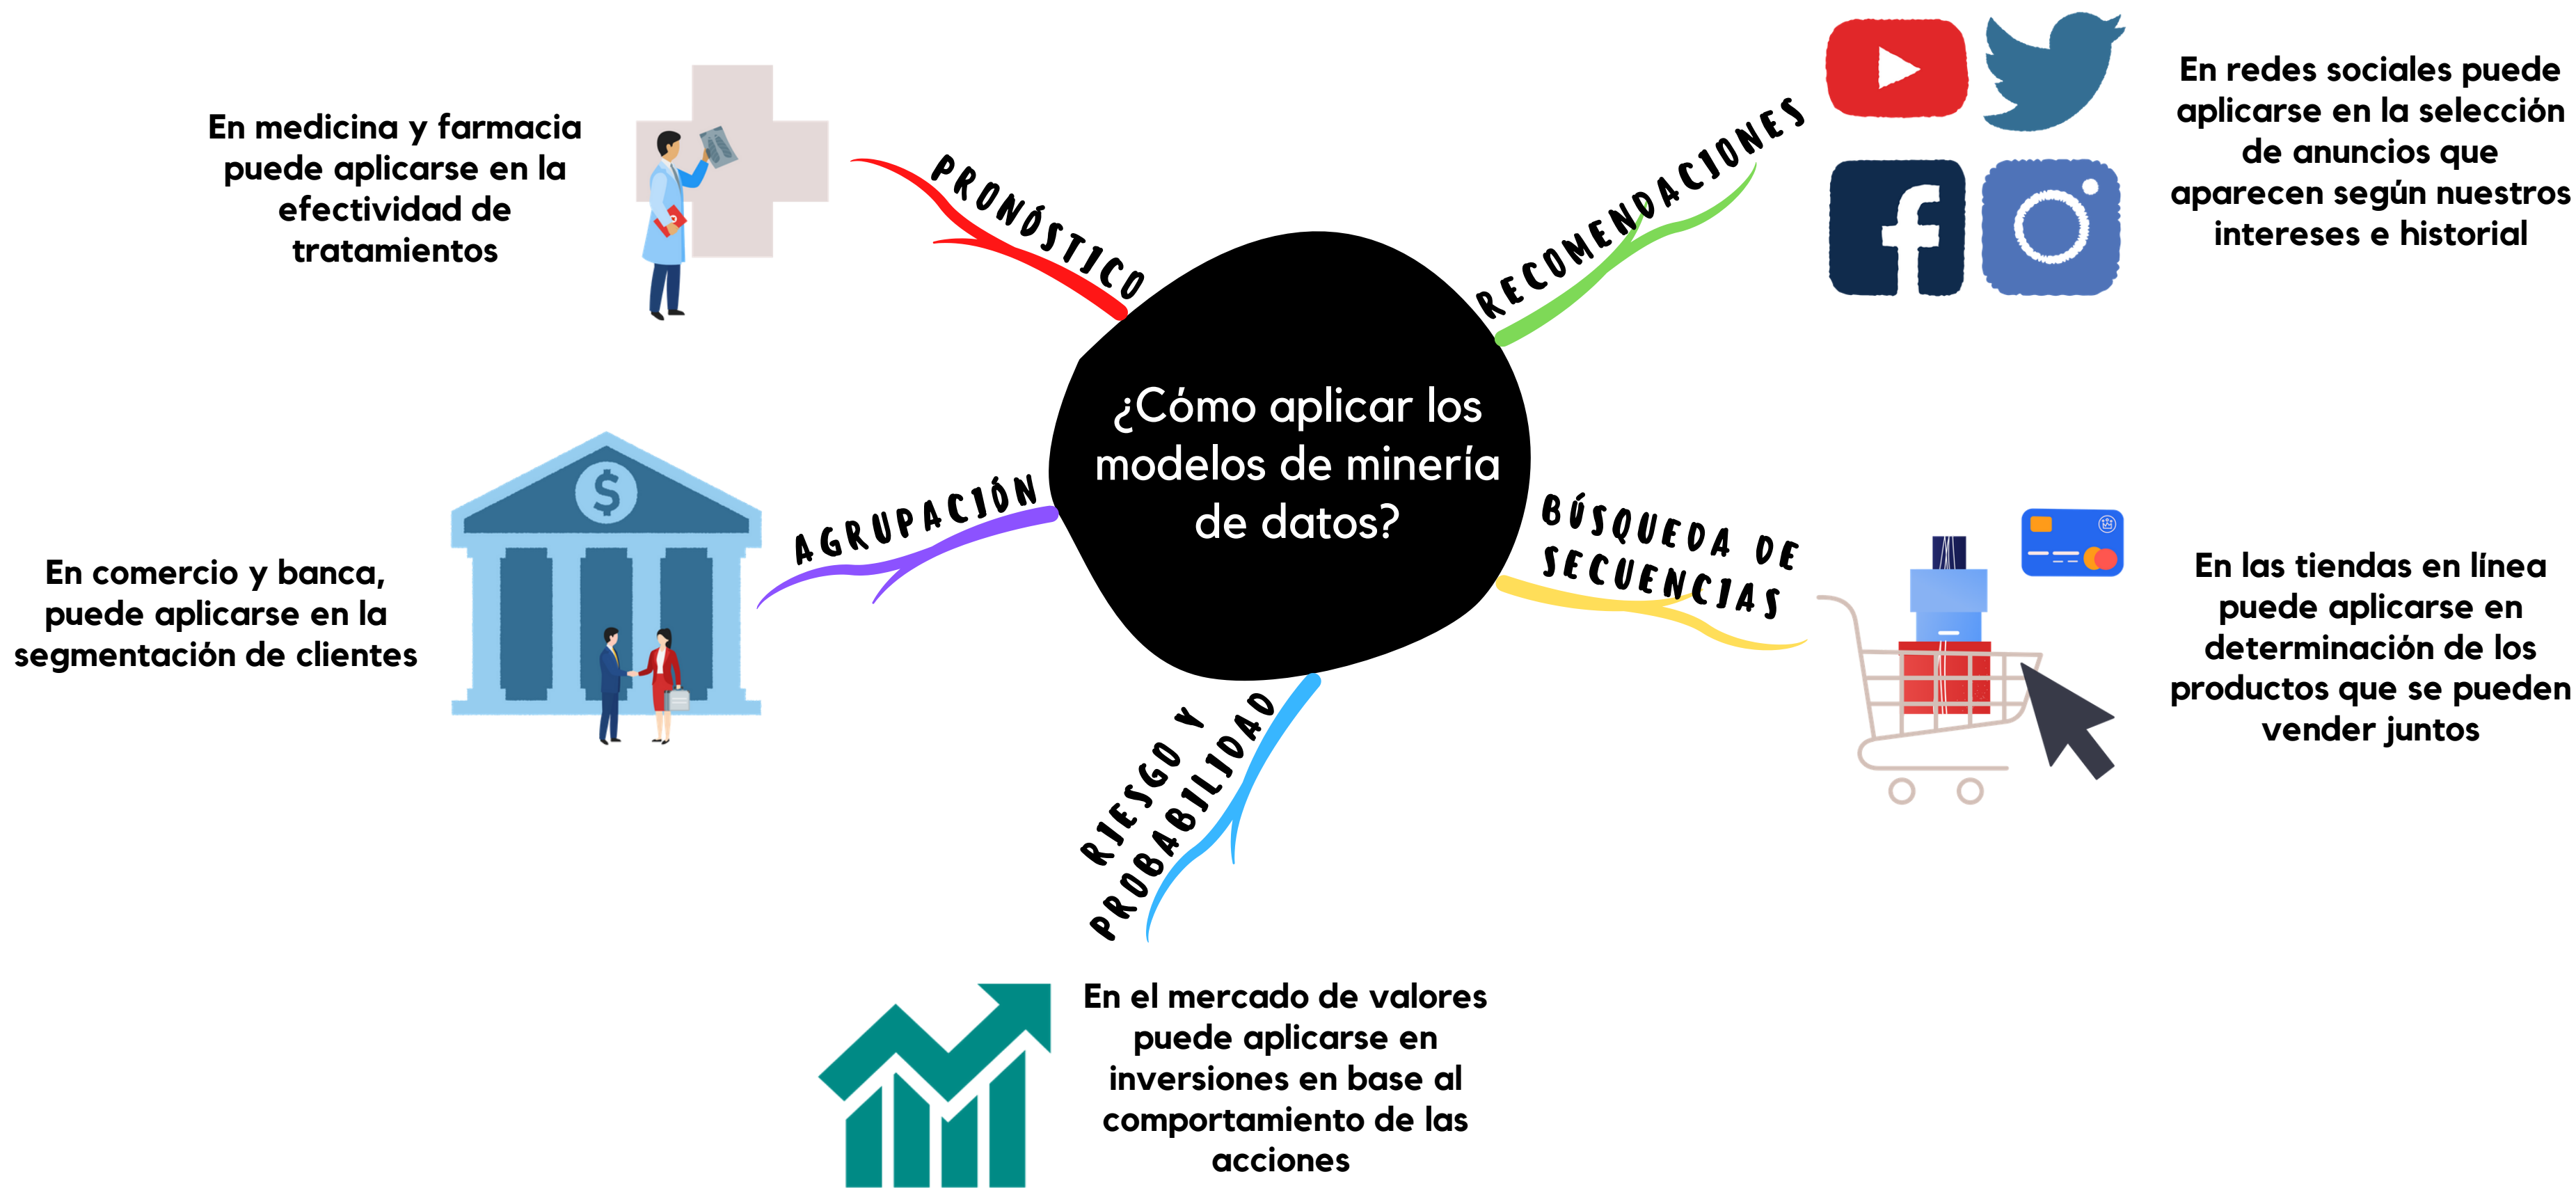 ¿Cómo aplicar los
modelos de minería
de datos?
PRONÓSTICO
En medicina y farmacia
puede aplicarse en la
efectividad de
tratamientos
RECOMENDACIONES
En redes sociales puede
aplicarse en la selección
de anuncios que
aparecen según nuestros
intereses e historial
AGRUPACIÓN
En comercio y banca,
puede aplicarse en la
segmentación de clientes
$
BÚSQUEDA DE
SECUENCIAS
En las tiendas en línea
puede aplicarse en
determinación de los
productos que se pueden
vender juntos
RIESGO Y
PROBABILIDAD
En el mercado de valores
puede aplicarse en
inversiones en base al
comportamiento de las
acciones